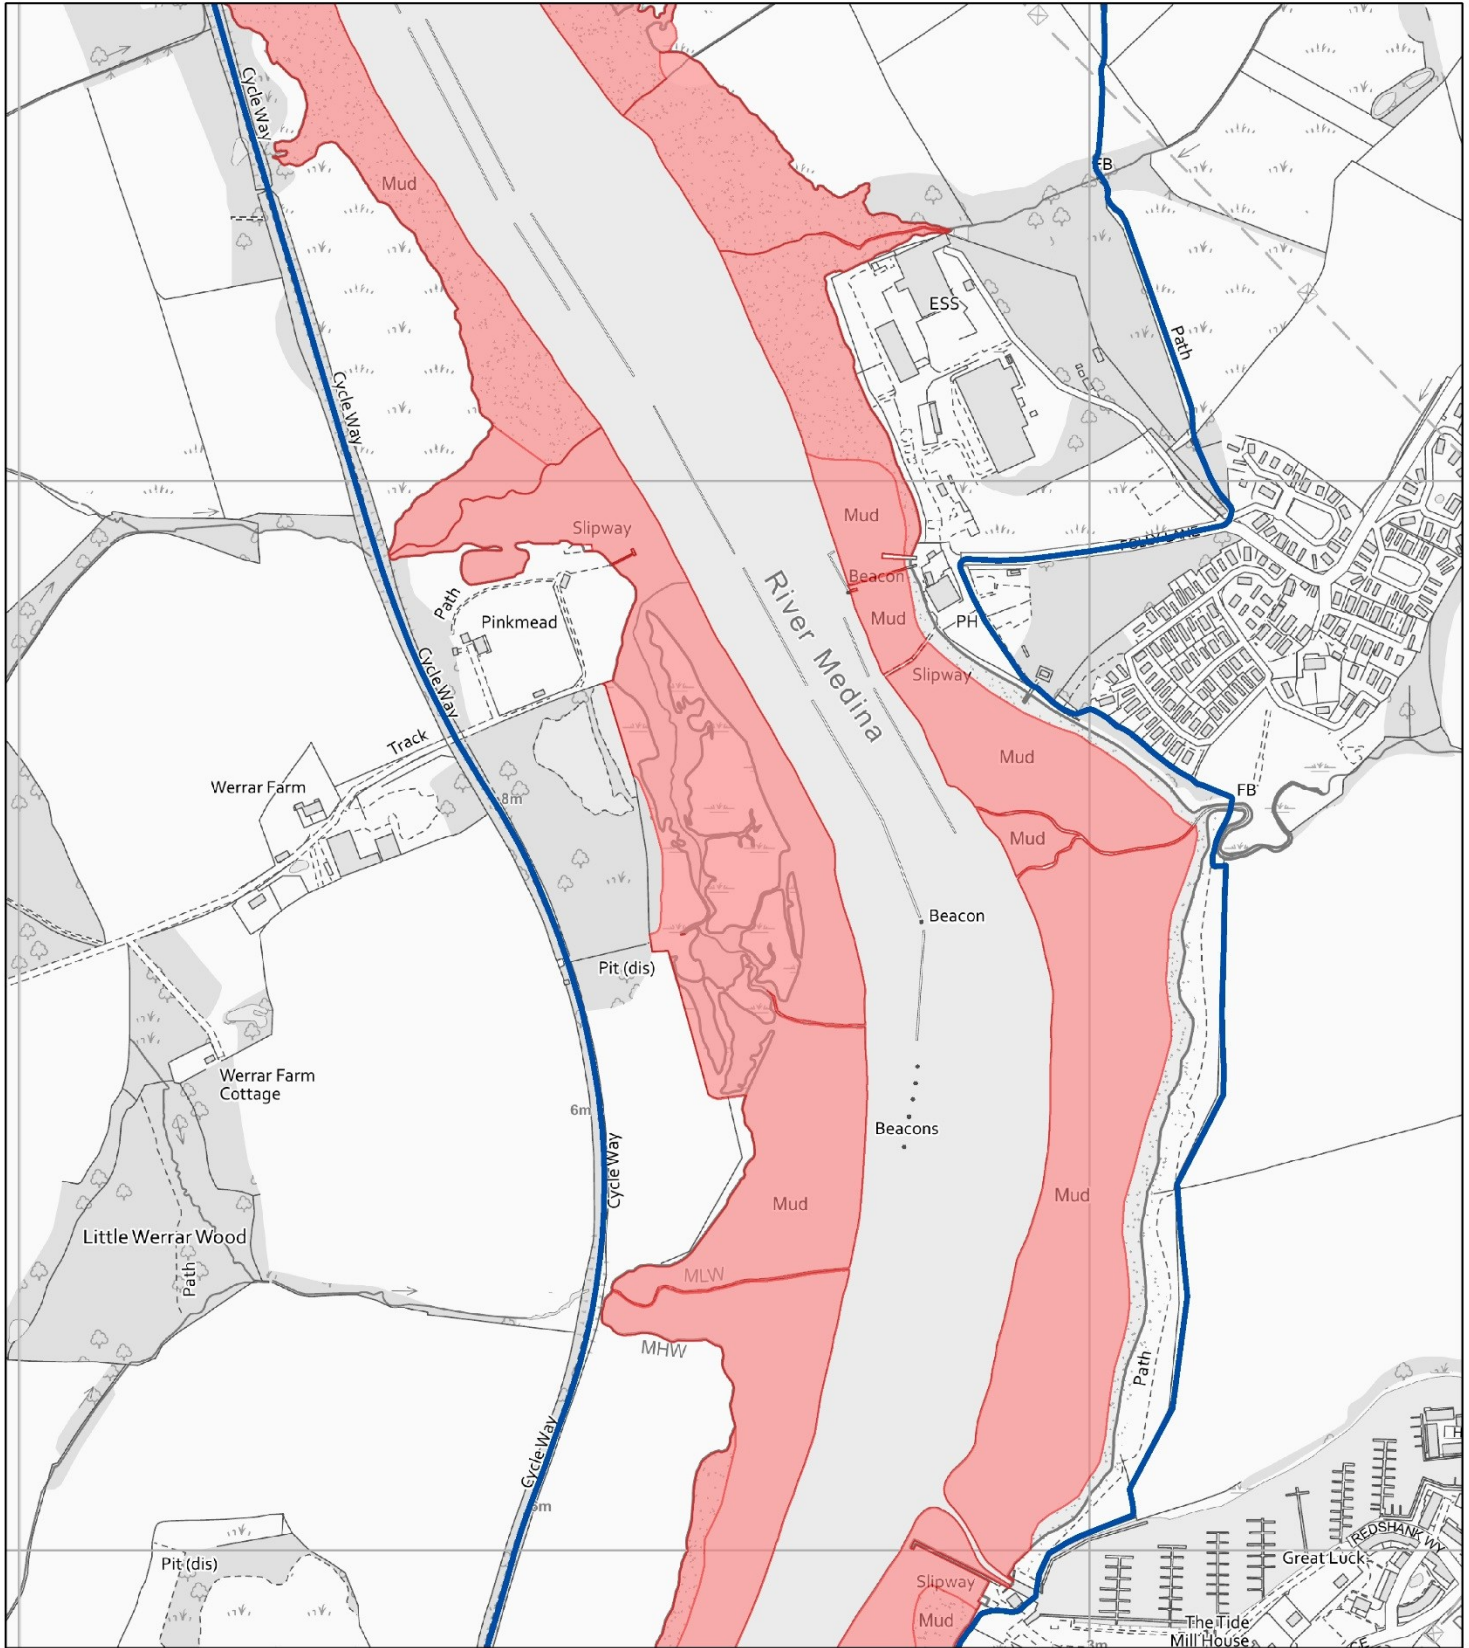 Cycle Way
Mud
FB
ESS
Path
Cycle Way
Mud
Slipway
FOLLY LANE
Beacon
Path
Pinkmead
Mud
PH
River Medina
Slipway
Cycle Way
Track
Mud
Werrar Farm
8m
FB
Mud
Beacon
Pit (dis)
Werrar Farm
Cottage
6m
Beacons
Cycle Way
Mud
Mud
Little Werrar Wood
Path
MLW
MHW
Path
Cycle Way
REDSHANK WY
Pit (dis)
Great Luck
Slipway
Mud
The Tide
Mill House
3m